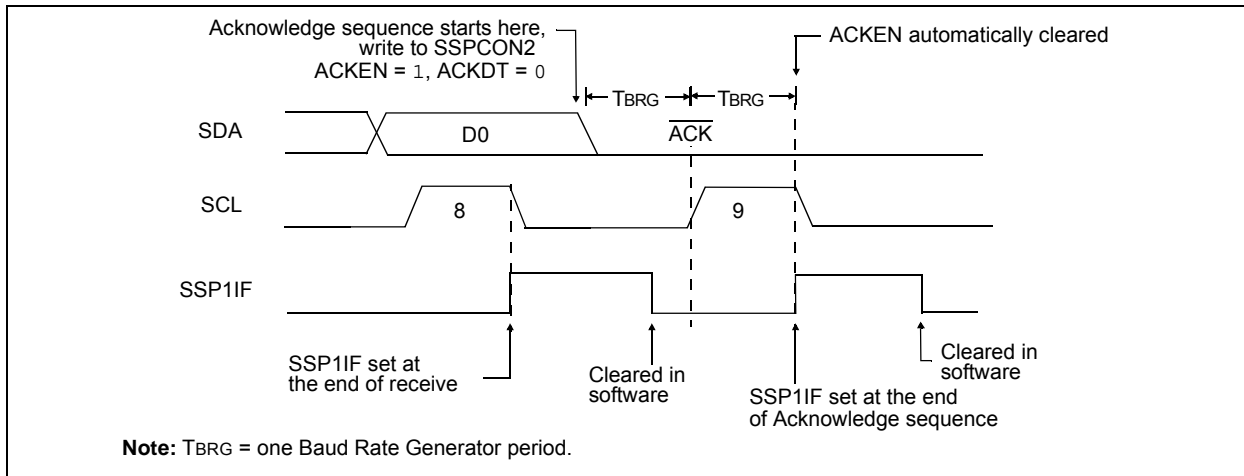 Acknowledge sequence starts here,
write to SSPCON2
ACKEN = 1, ACKDT = 0
ACKEN automatically cleared
TBRG
TBRG
SDA
D0
ACK
SCL
8
9
SSP1IF
SSP1IF set at
the end of receive
Cleared in
software
SSP1IF set at the end
of Acknowledge sequence
Cleared in
software
Note: TBRG = one Baud Rate Generator period.